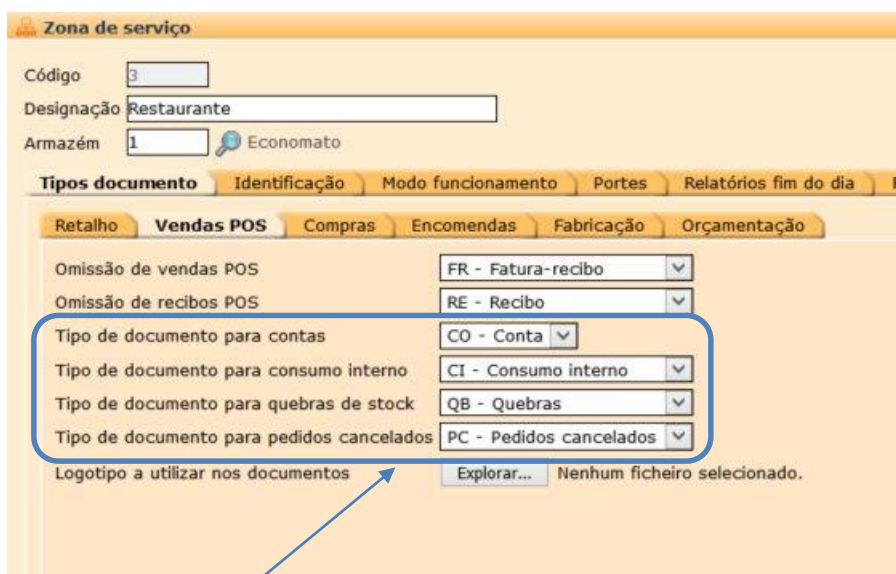 Zona de serviço
Código 3
Designação Restaurante
Armazém 1 Economato
Tipos documento Identificação Modo funcionamento Portes Relatórios fim do dia
Retalho Vendas POS Compras Encomendas Fabricação Orçamentação
Omissão de vendas POS FR - Fatura-recibo
Omissão de recibos POS RE - Recibo
Tipo de documento para contas CO - Conta
Tipo de documento para consumo interno CI - Consumo interno
Tipo de documento para quebras de stock QB - Quebras
Tipo de documento para pedidos cancelados PC - Pedidos cancelados
Logotipo a utilizar nos documentos Explorar... Nenhum ficheiro selecionado.